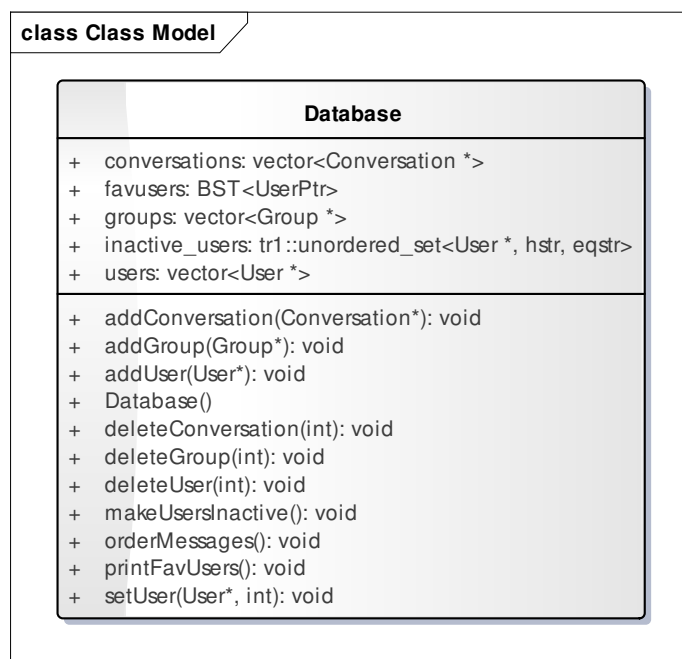 class Class Model
Database
+ conversations: vector<Conversation *>
+ favusers: BST<UserPtr>
+ groups: vector<Group *>
+ inactive_users: tr1::unordered_set<User *, hstr, eqstr>
+ users: vector<User *>
+ addConversation(Conversation*): void
+ addGroup(Group*): void
+ addUser(User*): void
+ Database()
+ deleteConversation(int): void
+ deleteGroup(int): void
+ deleteUser(int): void
+ makeUsersInactive(): void
+ orderMessages(): void
+ printFavUsers(): void
+ setUser(User*, int): void